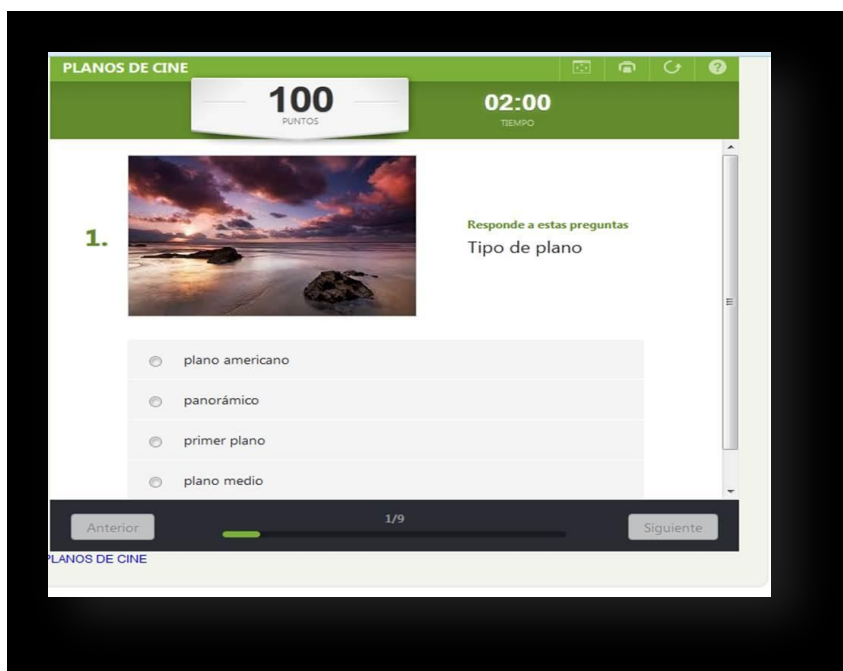 PLANOS DE CINE
100
PUNTOS
02:00
TIEMPO
1.
Responde a estas preguntas
Tipo de plano
plano americano
panorámico
primer plano
plano medio
Anterior
1/9
Siguiente
PLANOS DE CINE